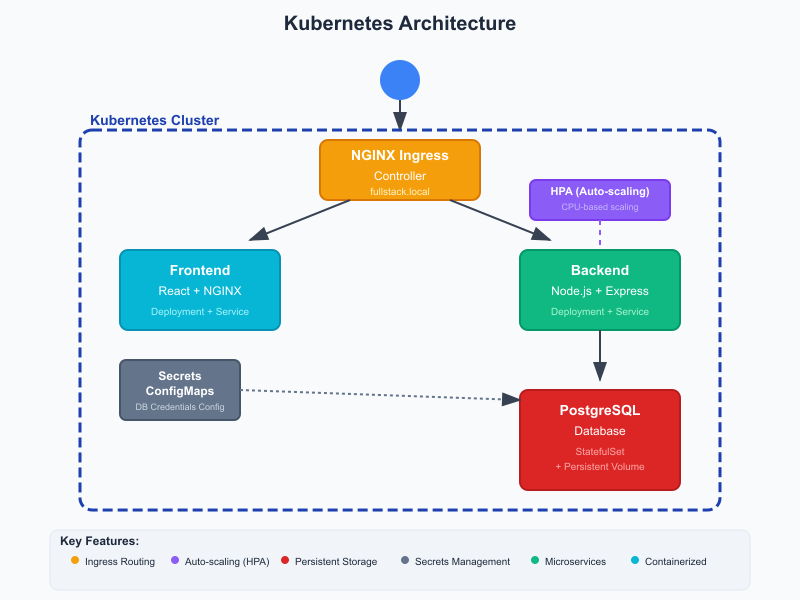 Kubernetes Architecture
Kubernetes Cluster
NGINX Ingress
Controller
fullstack.local
HPA (Auto-scaling)
CPU-based scaling
Frontend
React + NGINX
Deployment + Service
Backend
Node.js + Express
Deployment + Service
Secrets
ConfigMaps
DB Credentials Config
PostgreSQL
Database
StatefulSet
+ Persistent Volume
Key Features:
Ingress Routing
Auto-scaling (HPA)
Persistent Storage
Secrets Management
Microservices
Containerized